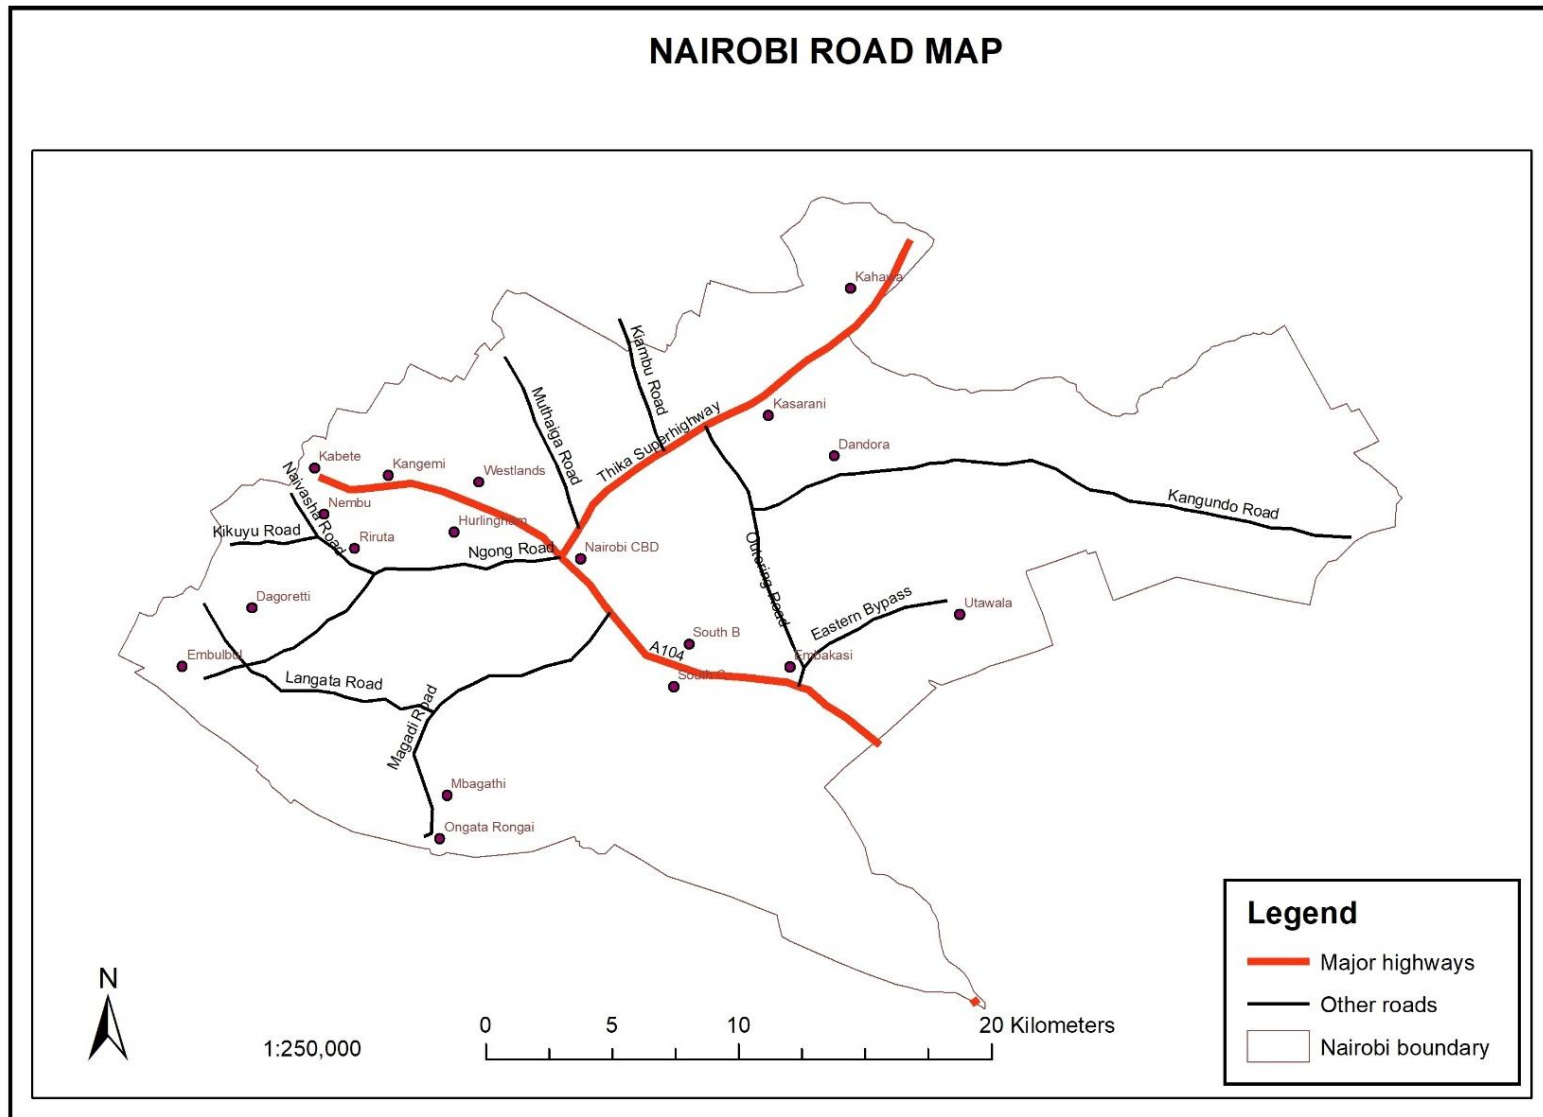 NAIROBI ROAD MAP
Kahawa
Kiambu Road
Muthaiga Road
Thika Superhighway
Kasarani
Dandora
Kabete
Kangemi
Westlands
Naivasha Road
Nembu
Kangundo Road
Kikuyu Road
Riruta
Hurlingham
Ngong Road
Nairobi CBD
Outering Road
Dagoretti
Eastern Bypass
Utawala
South B
A104
Embulbul
Embakasi
Langata Road
South C
Magadi Road
Mbagathi
Ongata Rongai
Legend
Major highways
Other roads
Nairobi boundary
N
1:250,000
0 5 10 20 Kilometers